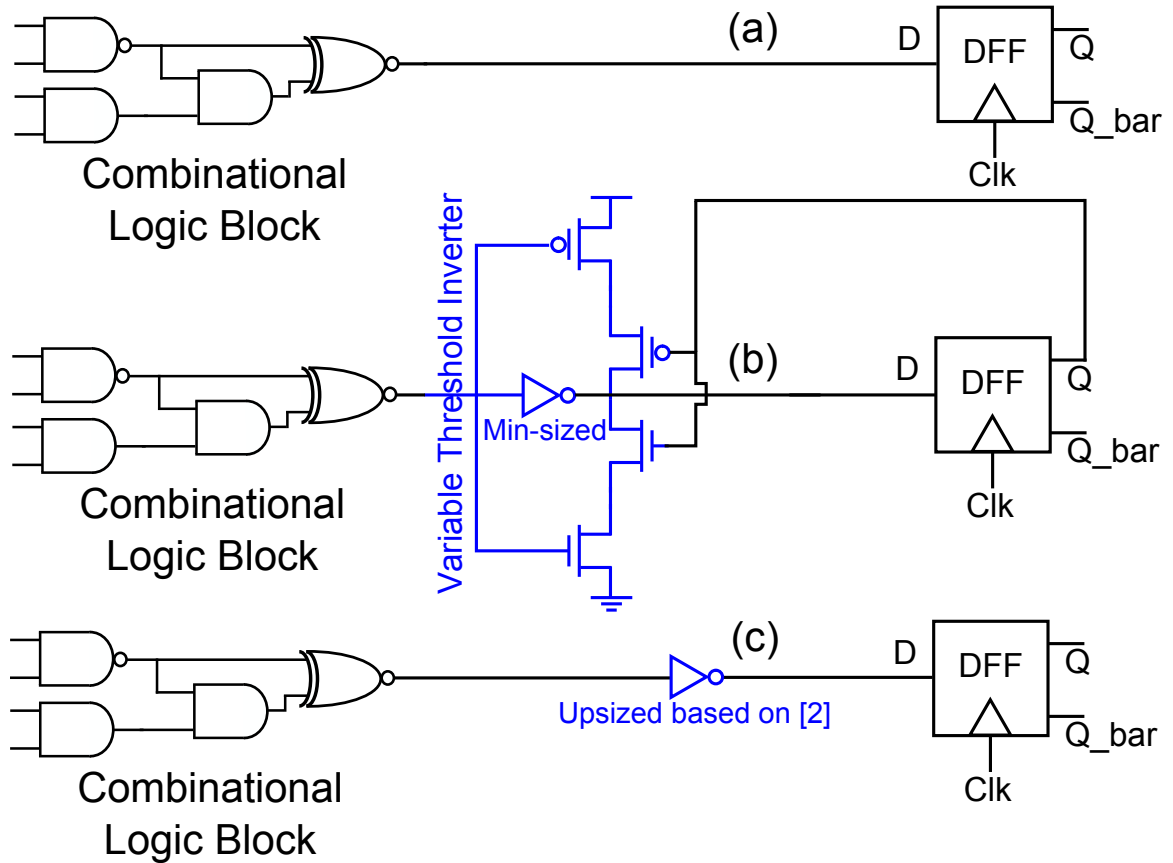 (a)
D
DFF
Q
Q_bar
Clk
Combinational
Logic Block
Variable Threshold Inverter
Min-sized
(b)
D
DFF
Q
Q_bar
Clk
Combinational
Logic Block
(c)
D
DFF
Q
Q_bar
Clk
Upsized based on [2]
Combinational
Logic Block